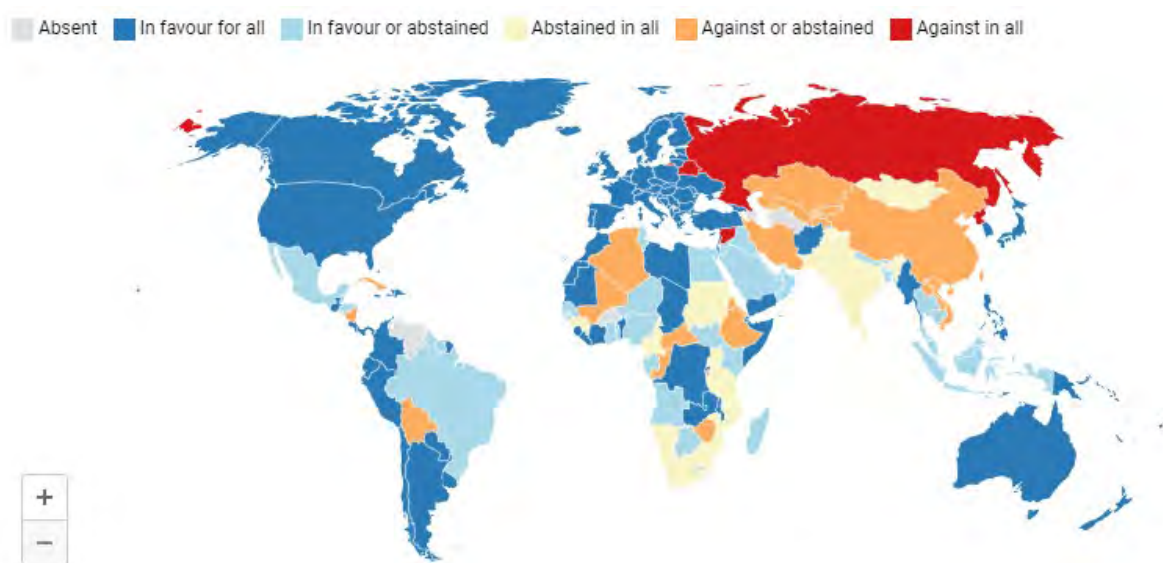 Absent In favour for all In favour or abstained Abstained in all Against or abstained Against in all
+
−